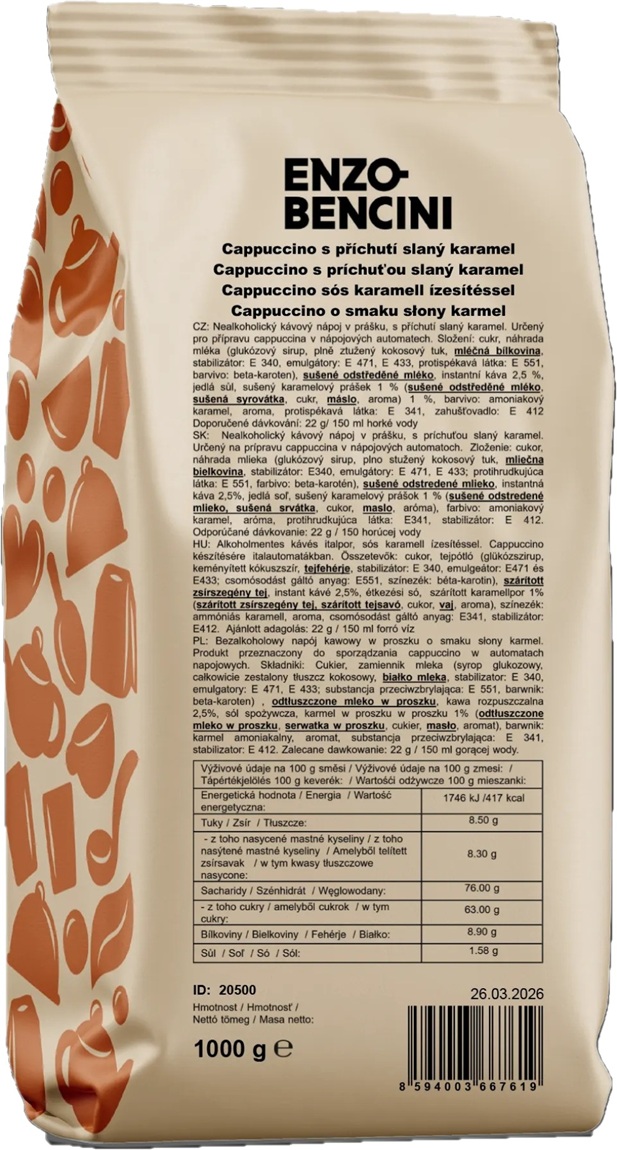 ENZO-
BENCINI
Cappuccino s příchutí slaný karamel
Cappuccino s príchuťou slaný karamel
Cappuccino sós karamell ízesítéssel
Cappuccino o smaku słony karmel
CZ: Nealkoholický kávový nápoj v prášku, s příchutí slaný karamel. Určený
pro přípravu cappuccina v nápojových automatech. Složení: cukr, náhrada
mléka (glukózový sirup, plně ztužený kokosový tuk, mléčná bílkovina,
stabilizátor: E 340, emulgátory: E 471, E 433, protispékavá látka: E 551,
barvivo: beta-karoten), sušené odstředěné mléko, instantní káva 2,5 %,
jedlá sůl, sušený karamelový prášek 1 % (sušené odstředěné mléko,
sušená syrovátka, cukr, máslo, aroma) 1 %, barvivo: amoniakový
karamel, aroma, protispékavá látka: E 341, zahušťovadlo: E 412
Doporučené dávkování: 22 g/ 150 ml horké vody
SK: Nealkoholický kávový nápoj v prášku, s príchuťou slaný karamel.
Určený na prípravu cappuccina v nápojových automatoch. Zloženie: cukor,
náhrada mlieka (glukózový sirup, plno stužený kokosový tuk, mliečna
bielkovina, stabilizátor: E340, emulgátory: E 471, E 433; protihrudkujúca
látka: E 551, farbivo: beta-karotén), sušené odstredené mlieko, instantná
káva 2,5%, jedlá soľ, sušený karamelový prášok 1 % (sušené odstredené
mlieko, sušená srvátka, cukor, maslo, aróma), farbivo: amoniakový
karamel, aróma, protihrudkujúca látka: E341, stabilizátor: E 412.
Odporúčané dávkovanie: 22 g / 150 horúcej vody
HU: Alkoholmentes kávés italpor, sós karamell ízesítéssel. Cappuccino
készítésére italautomatákban. Összetevők: cukor, tejpótló (glükózszirup,
keményített kókuszszír, tejfehérje, stabilizátor: E 340, emulgeátor: E471 és
E433; csomósodást gáltó anyag: E551, színezék: béta-karotin), szárított
zsírszegény tej, instant kávé 2,5%, étkezési só, szárított karamellpor 1%
(szárított zsírszegény tej, szárított tejsavó, cukor, vaj, aroma), színezék:
ammóniás karamell, aroma, csomósodást gáltó anyag: E341, stabilizátor:
E412. Ajánlott adagolás: 22 g / 150 ml forró víz
PL: Bezalkoholowy napój kawowy w proszku o smaku słony karmel.
Produkt przeznaczony do sporządzania cappuccino w automatach
napojowych. Składniki: Cukier, zamiennik mleka (syrop glukozowy,
całkowicie zestalony tłuszcz kokosowy, białko mleka, stabilizator: E 340,
emulgatory: E 471, E 433; substancja przeciwzbrylająca: E 551, barwnik:
beta-karoten) , odtłuszczone mleko w proszku, kawa rozpuszczalna
2,5%, sól spożywcza, karmel w proszku w proszku 1% (odtłuszczone
mleko w proszku, serwatka w proszku, cukier, masło, aromat), barwnik:
karmel amoniakalny, aromat, substancja przeciwzbrylająca: E 341,
stabilizator: E 412. Zalecane dawkowanie: 22 g / 150 ml gorącej wody.
Výživové údaje na 100 g směsi / Výživové údaje na 100 g zmesi: /
Tápértékjelölés 100 g keverék: / Wartości odżywcze 100 g mieszanki:
Energetická hodnota / Energia / Wartość
energetyczna:
1746 kJ /417 kcal
Tuky / Zsír / Tłuszcze:
8.50 g
- z toho nasycené mastné kyseliny / z toho
nasýtené mastné kyseliny / Amelyből telített
zsírsavak / w tym kwasy tłuszczowe
nasycone:
8.30 g
Sacharidy / Szénhidrát / Węglowodany:
76.00 g
- z toho cukry / amelyből cukrok / w tym
cukry:
63.00 g
Bílkoviny / Bielkoviny / Fehérje / Białko:
8.90 g
Sůl / Soľ / Só / Sól:
1.58 g
ID: 20500
26.03.2026
Hmotnost / Hmotnosť /
Nettó tömeg / Masa netto:
1000 g ℮
8 594003 667619